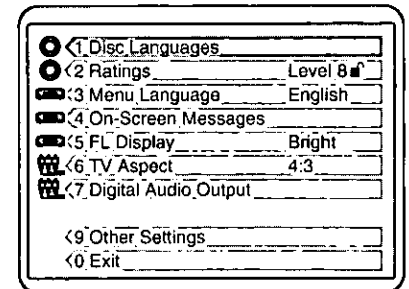 1 Disc Languages
2 Ratings Level 8
3 Menu Language English
4 On-Screen Messages
5 FL Display Bright
6 TV Aspect 4:3
7 Digital Audio Output
9 Other Settings
0 Exit